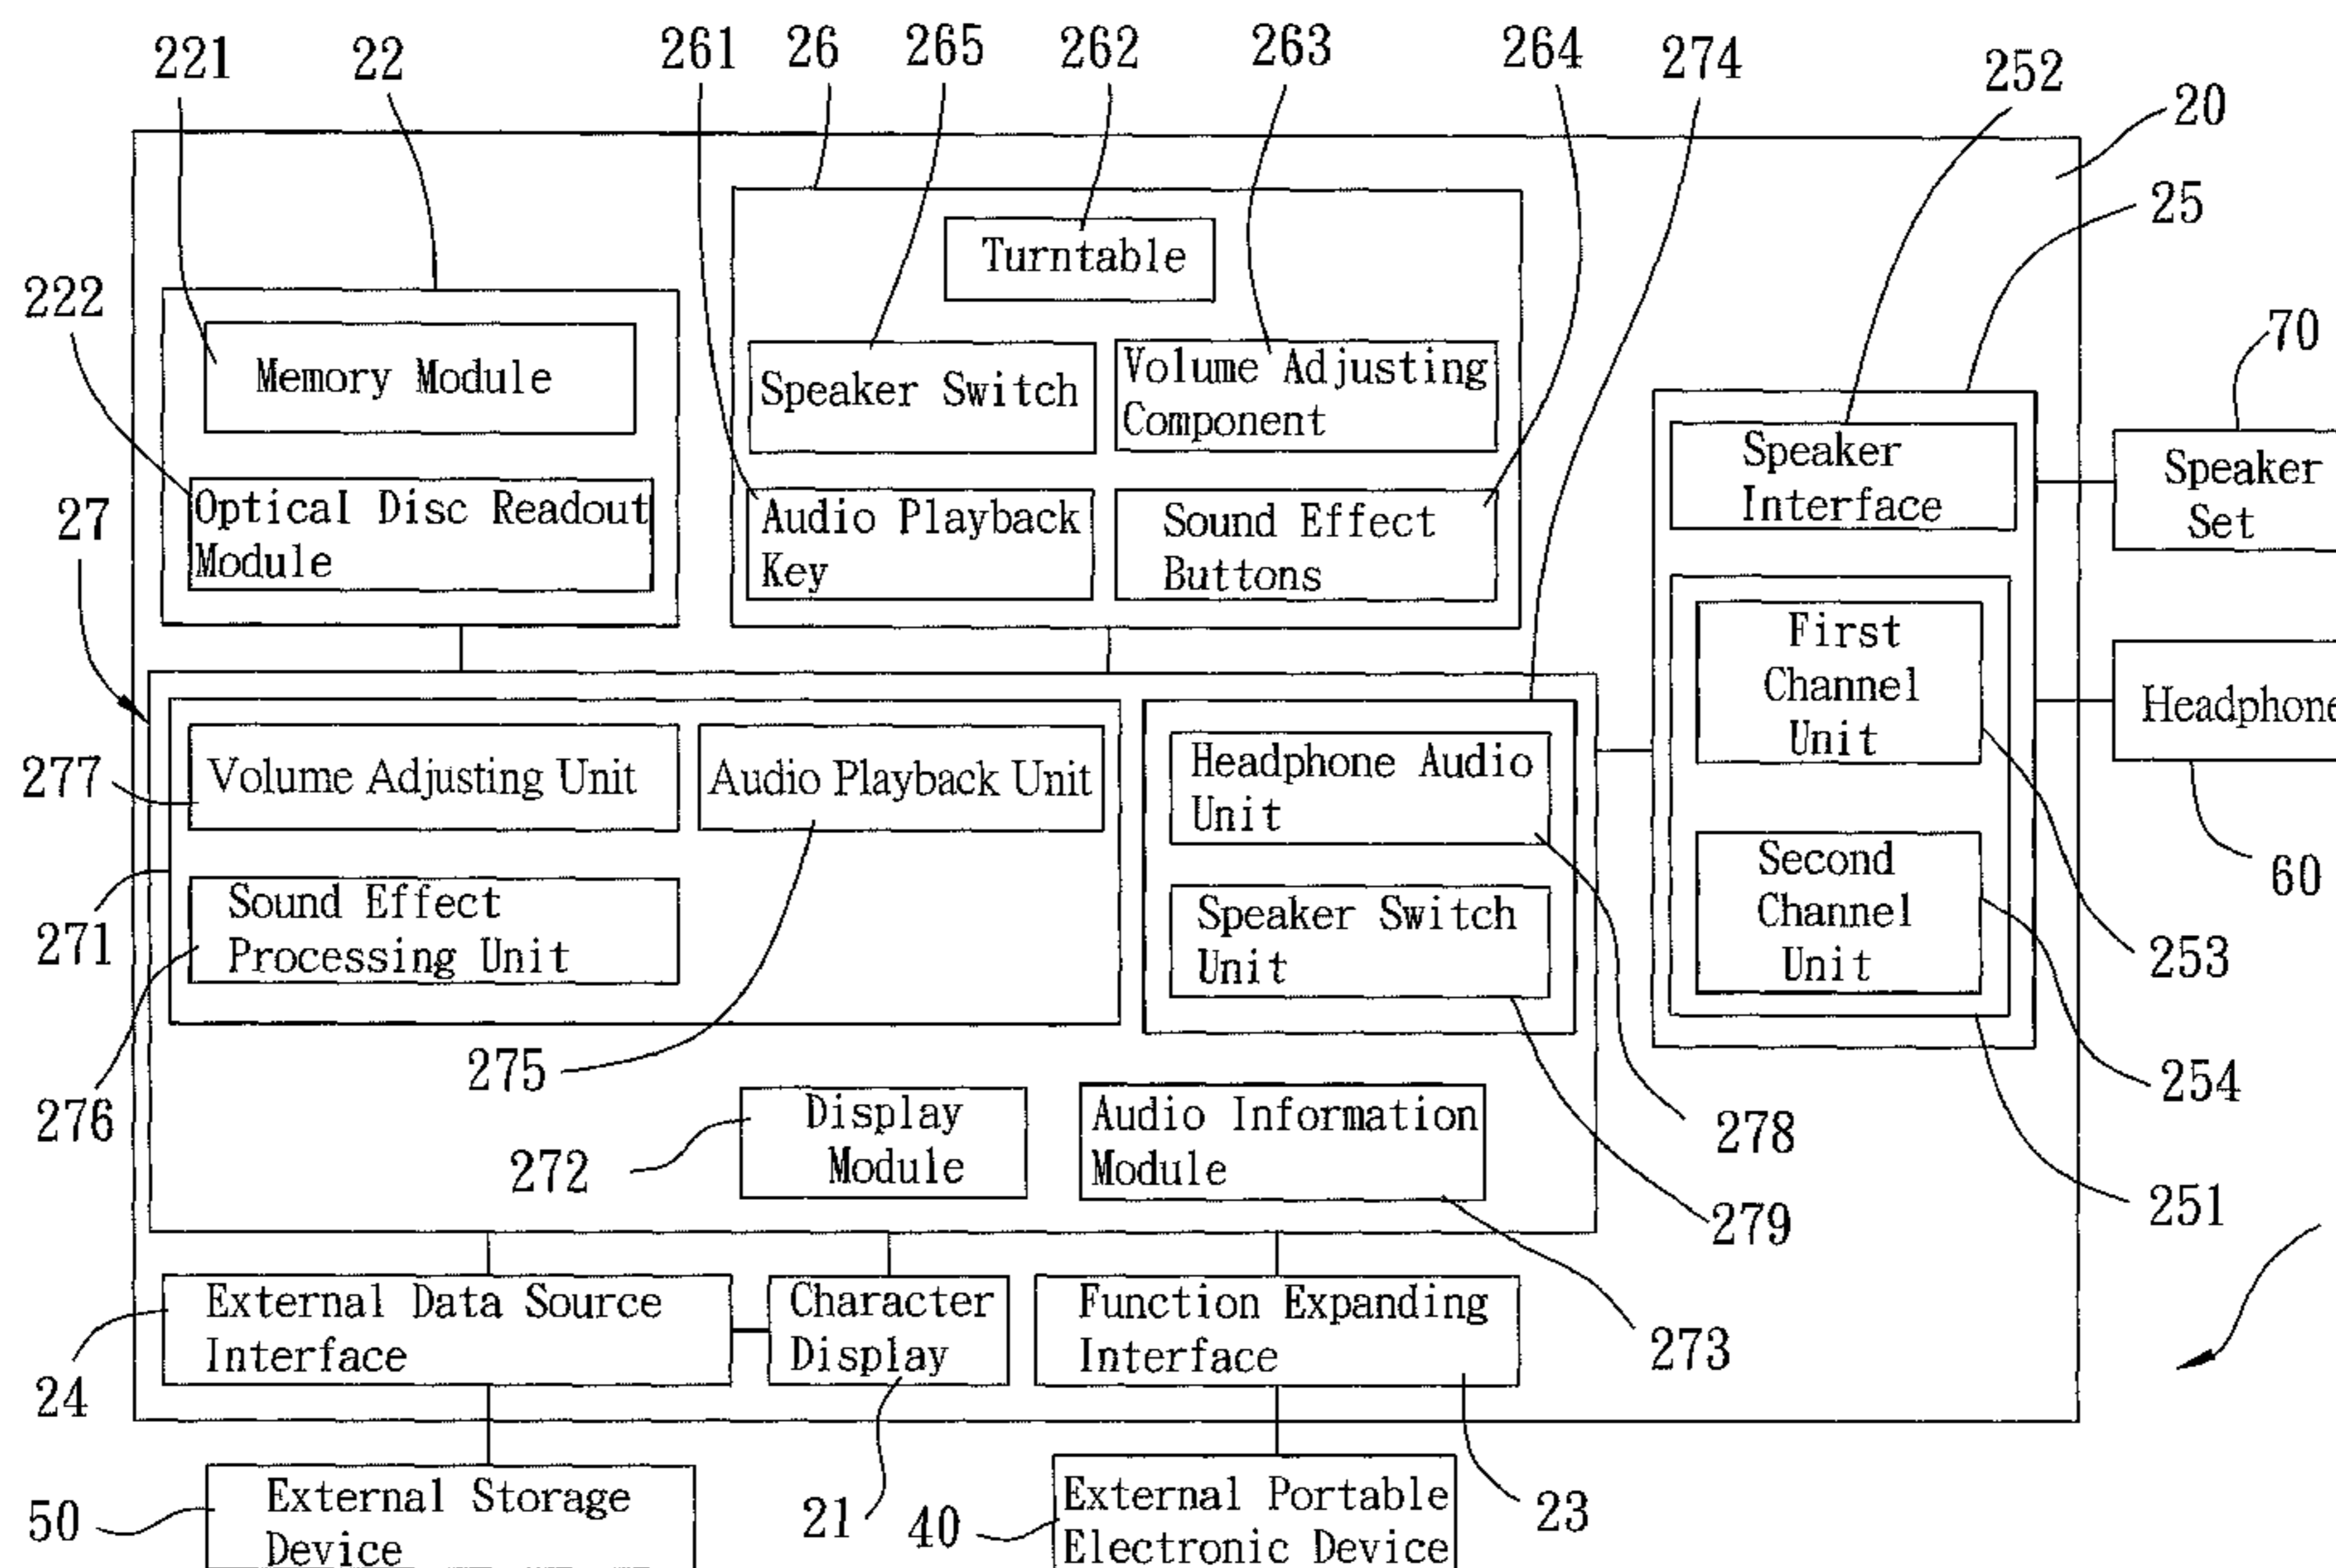 221
22
261
26
265
262
263
264
274
252
20
25
222
27
70
Turntable
Memory Module
Speaker Switch
Volume Adjusting
Component
Speaker
Interface
Speaker
Set
Optical Disc Readout
Module
Audio Playback
Key
Sound Effect
Buttons
First
Channel
Unit
Headphone
277
Volume Adjusting Unit
Audio Playback Unit
Headphone Audio
Unit
60
271
Sound Effect
Processing Unit
Speaker Switch
Unit
Second
Channel
Unit
253
276
275
254
272
Display
Module
Audio Information
Module
278
279
251
24
External Data Source
Interface
Character
Display
Function Expanding
Interface
273
50
External Storage
Device
21
40
External Portable
Electronic Device
23